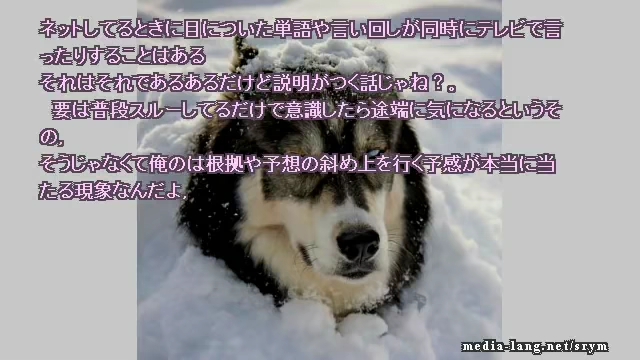 ネットしてるときに目についた単語や言い回しが同時にテレビで言
ったりすることはある
それはそれであるあるだけど説明がつく話じゃね？。
　要は普段スルーしてるだけで意識したら途端に気になるというそ
の,
そうじゃなくて俺のは根拠や予想の斜め上を行く予感が本当に当
たる現象なんだよ.
media-lang.net/srym